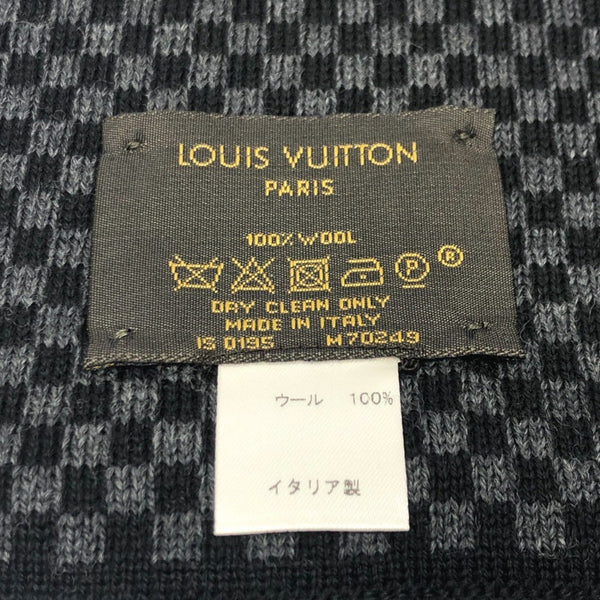 LOUIS VUITTON
PARIS
100% WOOL
P ®
DRY CLEAN ONLY
MADE IN ITALY
IS 0195 M70249
ウール 100%
イタリア製